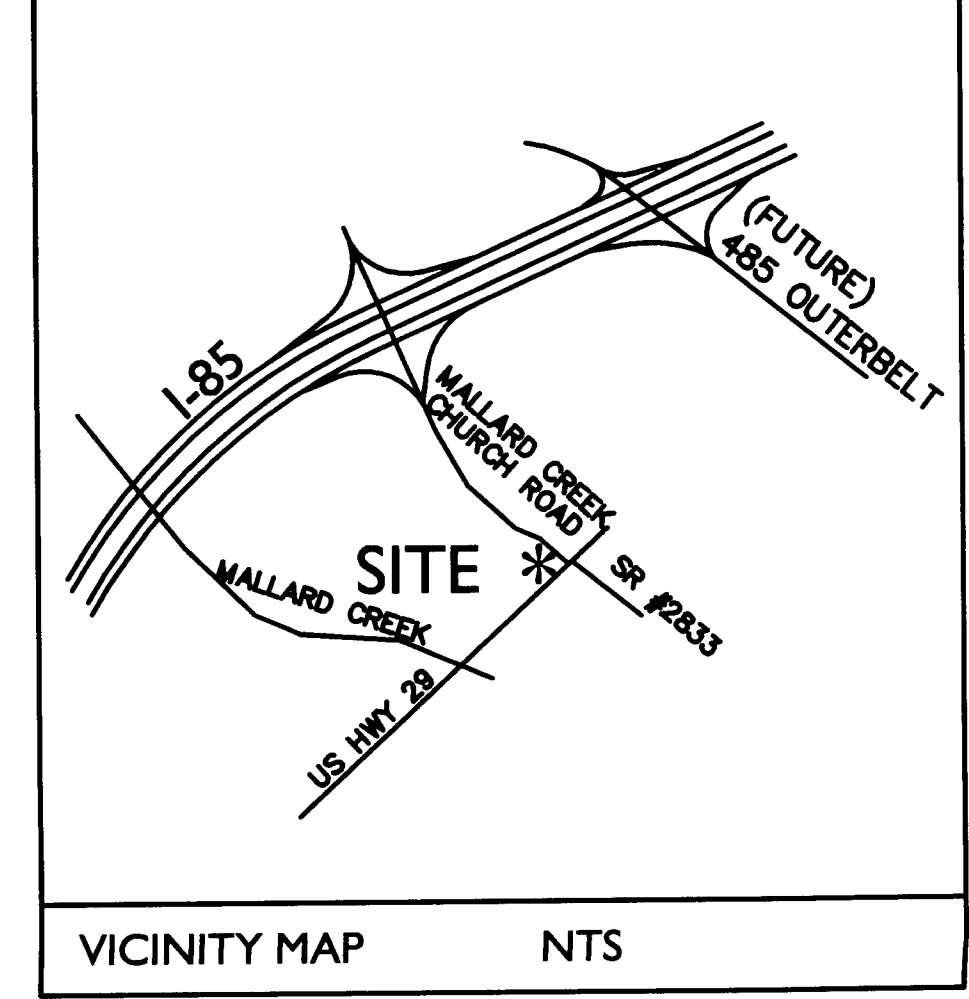 (FUTURE)
485 OUTERBELT
I-85
MALLARD CREEK
CHURCH ROAD
SITE
*
SR #2833
MALLARD CREEK
US HWY 29
VICINITY MAP NTS